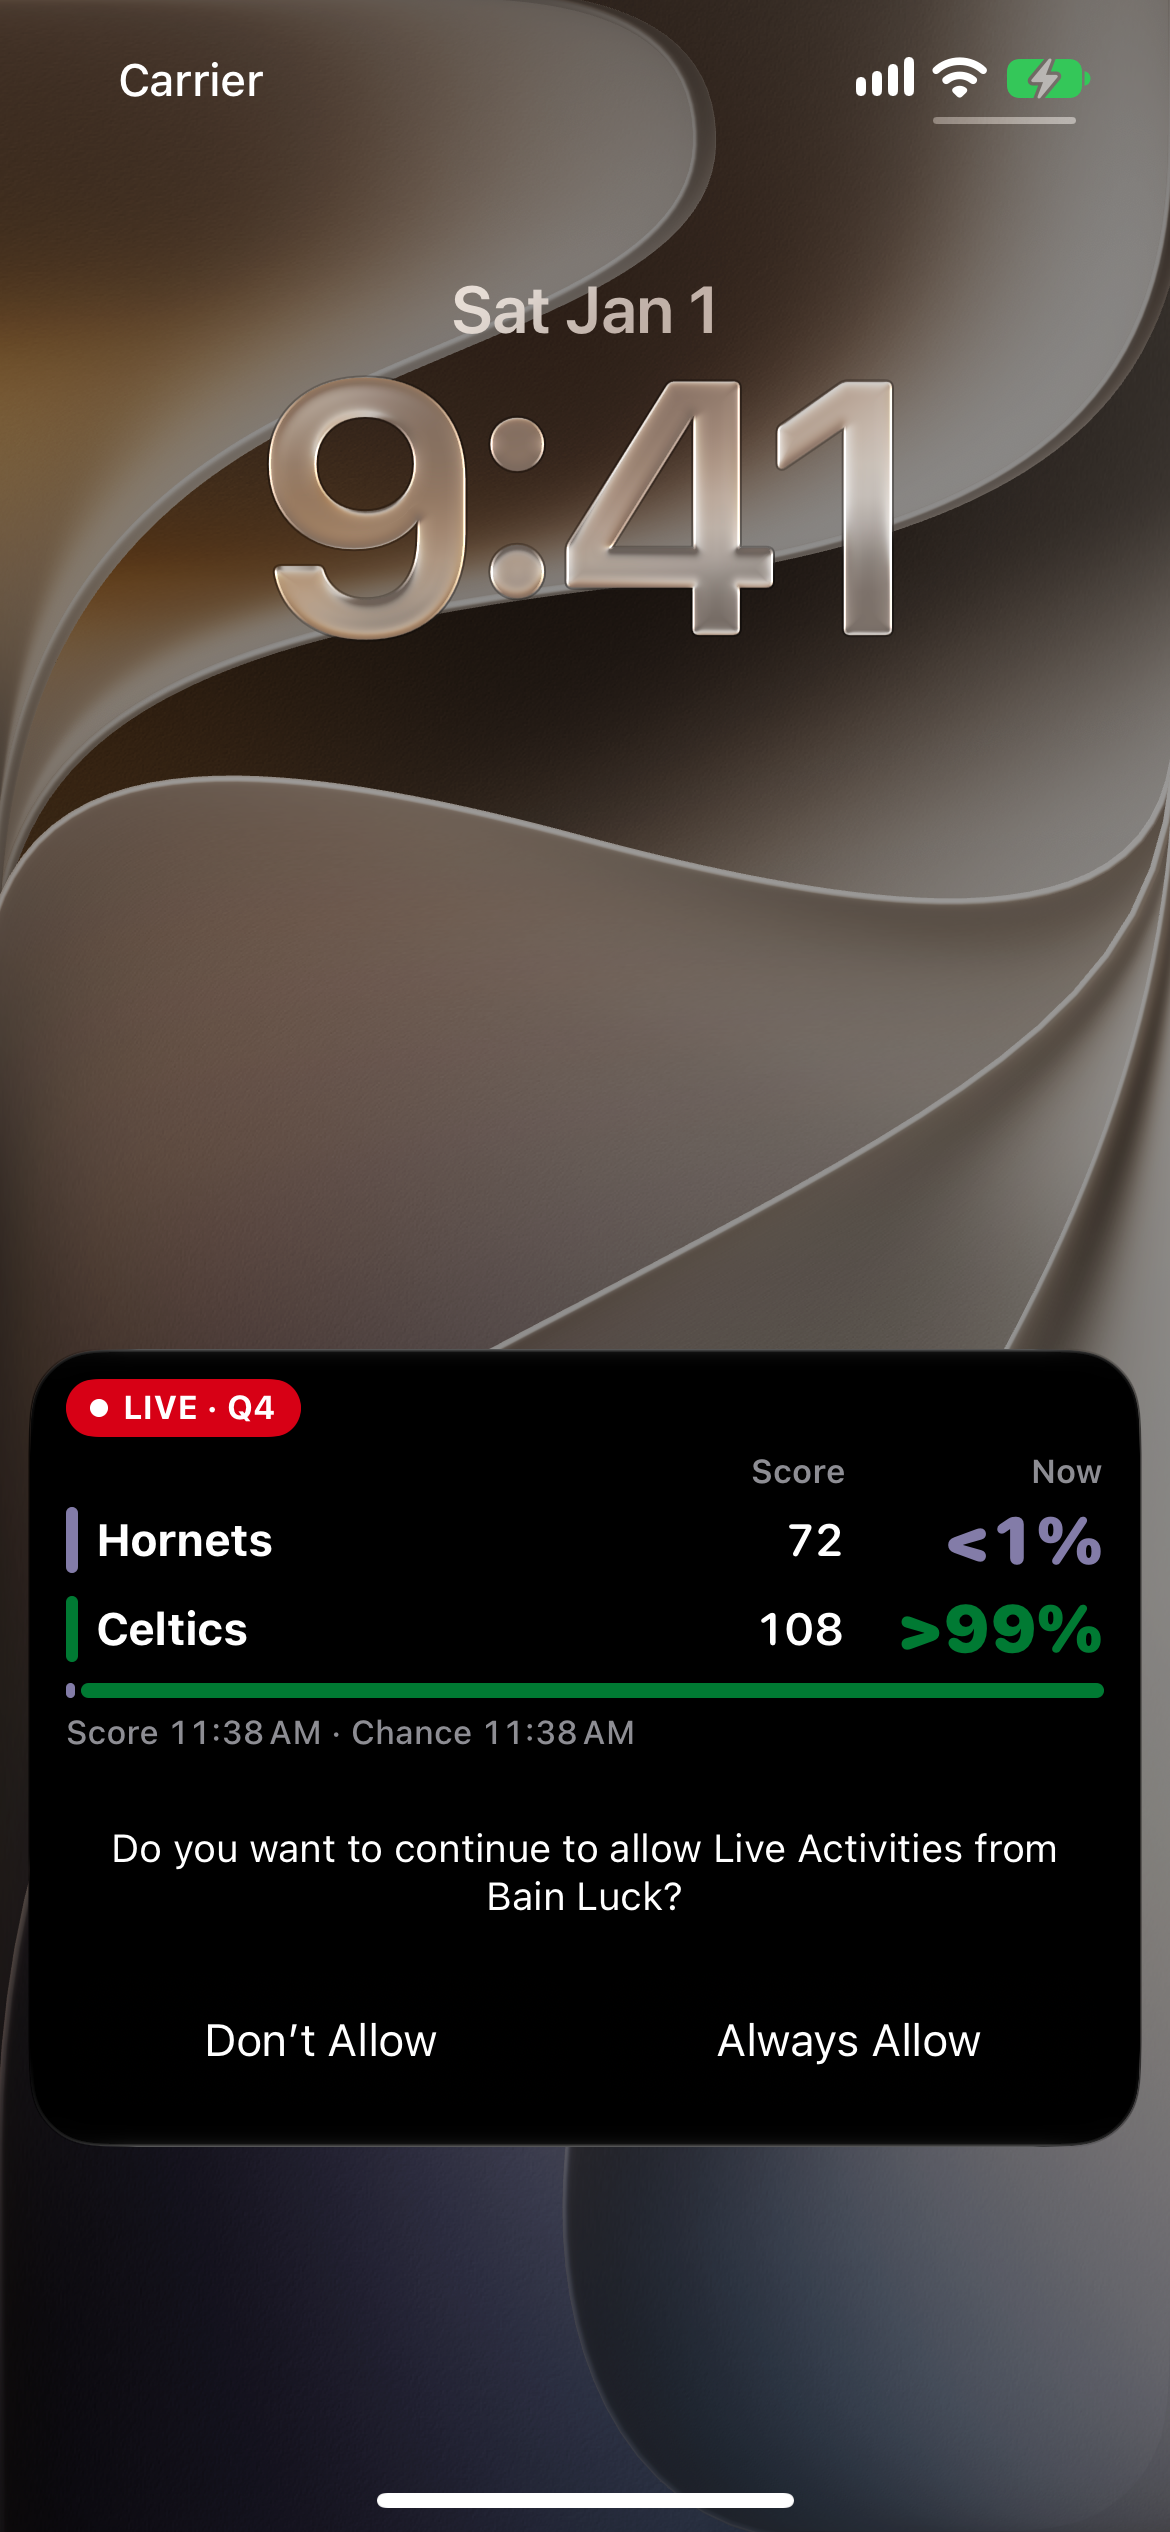 Carrier
Sat Jan 1
9:41
LIVE · Q4
Score Now
Hornets 72 <1%
Celtics 108 >99%
Score 11:38 AM · Chance 11:38 AM
Do you want to continue to allow Live Activities from
Bain Luck?
Don’t Allow Always Allow